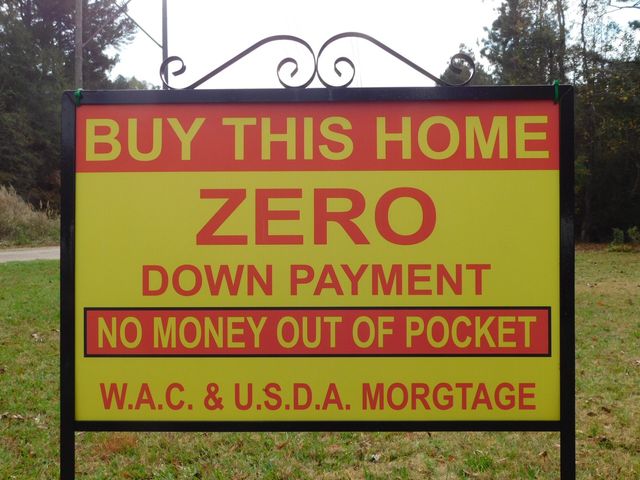 BUY THIS HOME
ZERO
DOWN PAYMENT
NO MONEY OUT OF POCKET
W.A.C. & U.S.D.A. MORGTAGE